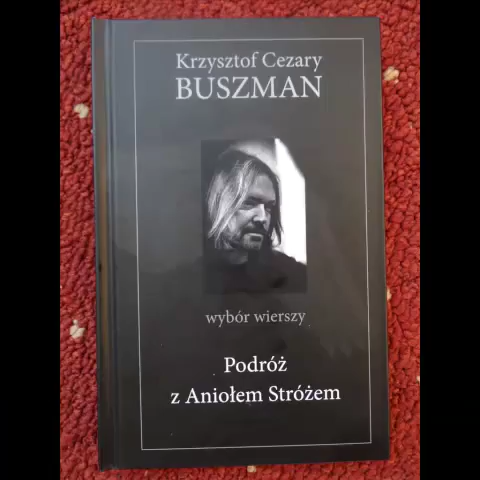 Krzysztof Cezary
BUSZMAN
wybór wierszy
Podróż
z Aniołem Stróżem